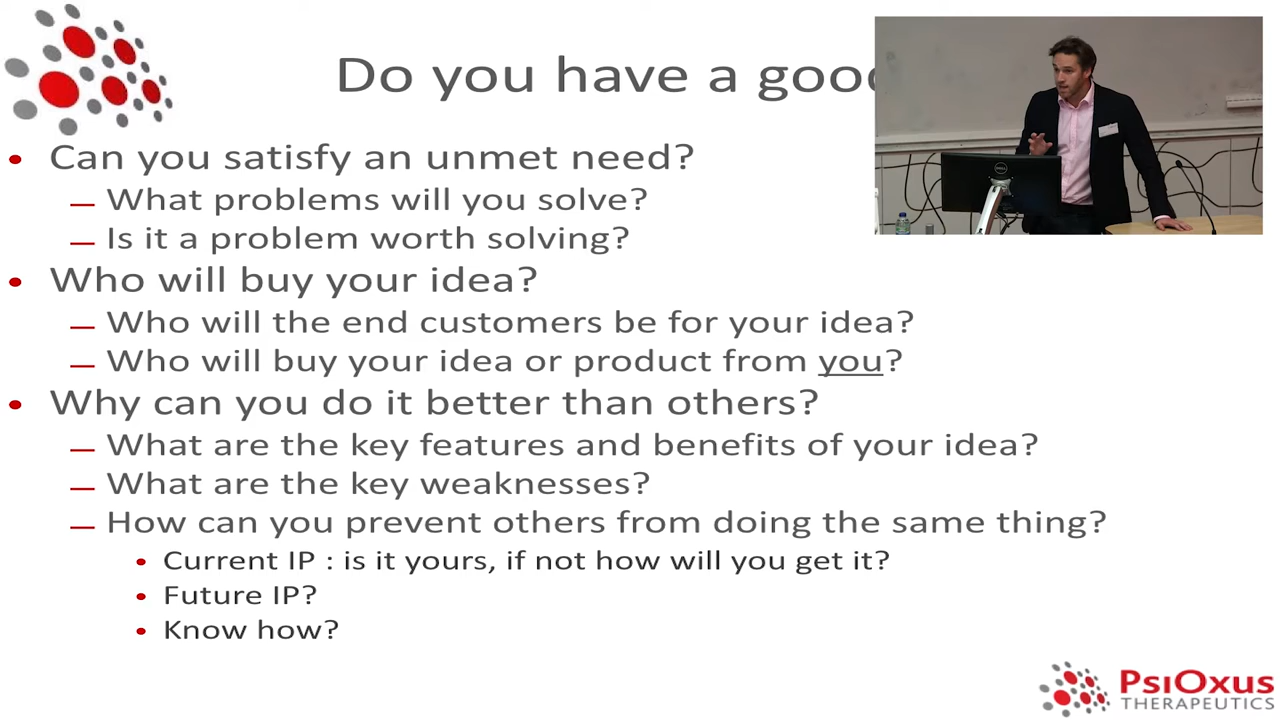 Do you have a goo
Can you satisfy an unmet need?
What problems will you solve?
Is it a problem worth solving?
Who will buy your idea?
Who will the end customers be for your idea?
Who will buy your idea or product from you?
Why can you do it better than others?
What are the key features and benefits of your idea?
What are the key weaknesses?
How can you prevent others from doing the same thing?
Current IP : is it yours, if not how will you get it?
Future IP?
Know how?
PsiOxus
THERAPEUTICS
DELL